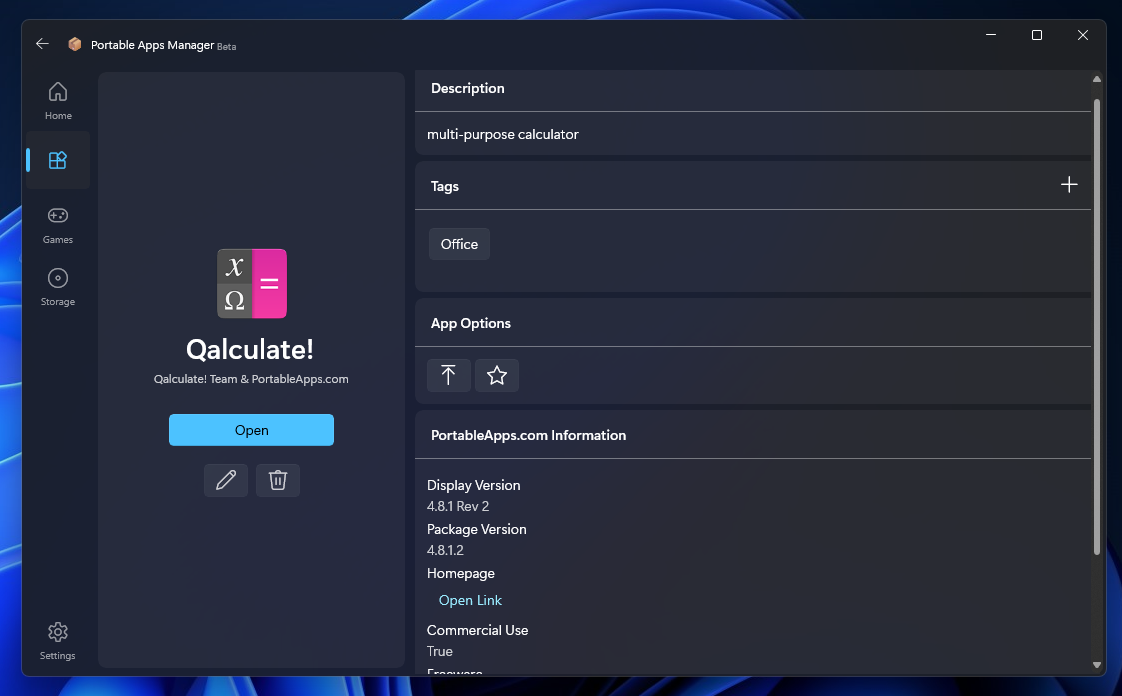 Portable Apps Manager Beta
Home
Games
Storage
Settings
x
Ω
=
Qalculate!
Qalculate! Team & PortableApps.com
Open
Description
multi-purpose calculator
Tags
Office
App Options
PortableApps.com Information
Display Version
4.8.1 Rev 2
Package Version
4.8.1.2
Homepage
Open Link
Commercial Use
True
Freeware